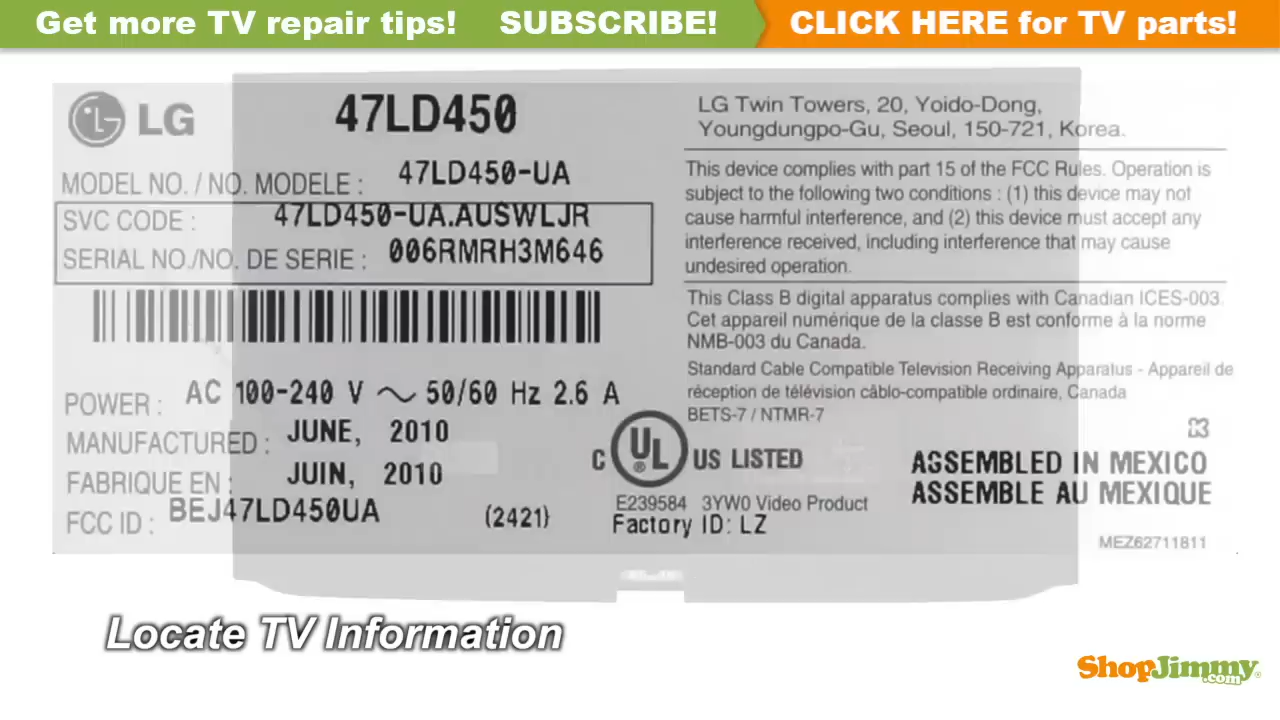 Get more TV repair tips! SUBSCRIBE! CLICK HERE for TV parts!
LG
47LD450
MODEL NO. / NO. MODELE : 47LD450-UA
SVC CODE : 47LD450-UA.AUSWLJR
SERIAL NO./NO. DE SERIE : 006RMRH3M646
POWER : AC 100-240 V ~ 50/60 Hz 2.6 A
MANUFACTURED : JUNE, 2010
FABRIQUE EN : JUIN, 2010
FCC ID : BEJ47LD450UA (2421)
LG Twin Towers, 20, Yoido-Dong,
Youngdungpo-Gu, Seoul, 150-721, Korea.
This device complies with part 15 of the FCC Rules. Operation is
subject to the following two conditions : (1) this device may not
cause harmful interference, and (2) this device must accept any
interference received, including interference that may cause
undesired operation.
This Class B digital apparatus complies with Canadian ICES-003.
Cet appareil numérique de la classe B est conforme à la norme
NMB-003 du Canada.
Standard Cable Compatible Television Receiving Apparatus - Appareil de
réception de télévision câblo-compatible ordinaire, Canada
BETS-7 / NTMR-7
C UL ® US LISTED
E239584 3YW0 Video Product
Factory ID: LZ
ASSEMBLED IN MEXICO
ASSEMBLE AU MEXIQUE
MEZ62711811
Locate TV Information
ShopJimmy.com®